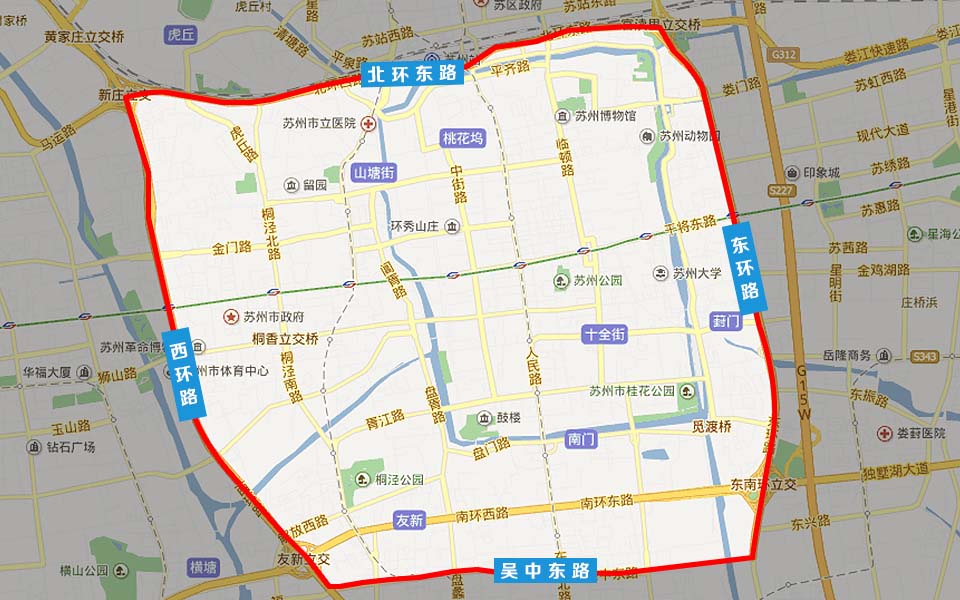 虎丘村
苏区政府
苏站东路
黄家庄立交桥
虎丘
清塘路
苏站西路
平泉路
富涛里立交桥
G312
娄江快速路
北环东路
平齐路
娄门路
苏虹西路
星港街
新庄立交
马运路
虎丘路
苏州市立医院
桃花坞
苏州博物馆
苏州动物园
现代大道
临顿路
山塘街
留园
中街路
印象城
苏绣路
S227
苏惠路
桐泾北路
环秀山庄
干将东路
东环路
金门路
阊胥路
苏茜路
星海公
苏州公园
苏州大学
星明街
金鸡湖路
庄桥浜
苏州市政府
桐香立交桥
十全街
葑门
苏州革命博物
西环路
人民路
岳隆商务
S343
华福大厦
狮山路
州市体育中心
桐泾南路
苏州市桂花公园
G15W
东振路
盘胥路
胥江路
鼓楼
觅渡桥
玉山路
钻石广场
盘门路
南门
娄葑医院
桐泾公园
东南环立交
独墅湖大道
放西路
友新
南环西路
南环东路
东兴路
友新立交
横山公园
横塘
吴中东路
盘蠡